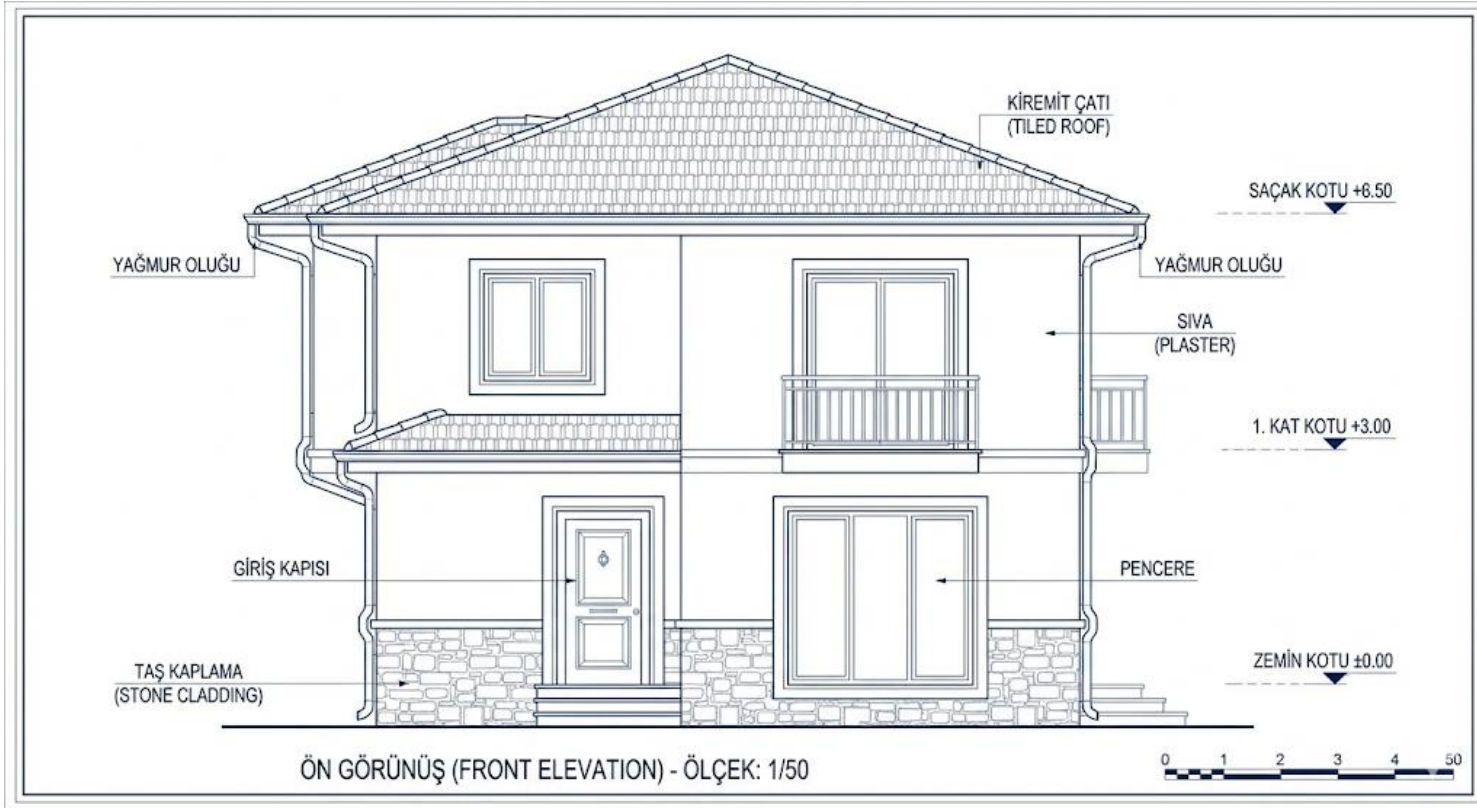 KİREMİT ÇATI
(TILED ROOF)
SAÇAK KOTU +6.50
YAĞMUR OLUĞU
YAĞMUR OLUĞU
SIVA
(PLASTER)
1. KAT KOTU +3.00
GİRİŞ KAPISI
PENCERE
TAŞ KAPLAMA
(STONE CLADDING)
ZEMİN KOTU ±0.00
ÖN GÖRÜNÜŞ (FRONT ELEVATION) - ÖLÇEK: 1/50
0 1 2 3 4 50